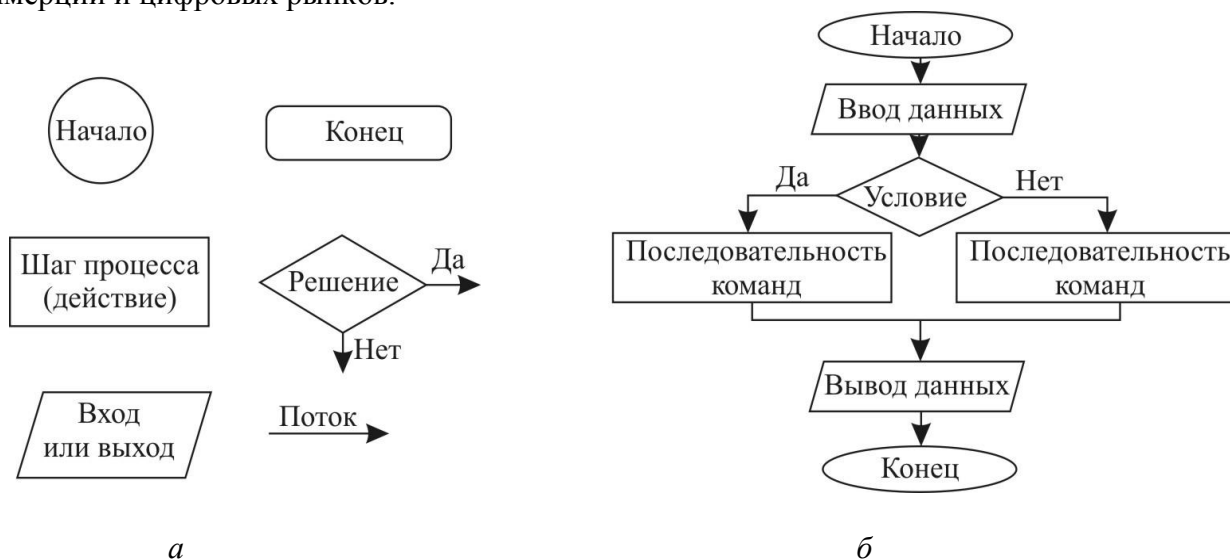 мерции и цифровых рынков.
Начало
Конец
Шаг процесса
(действие)
Решение
Да
Нет
Вход
или выход
Поток
а
Начало
Ввод данных
Да
Условие
Нет
Последовательность
команд
Последовательность
команд
Вывод данных
Конец
б